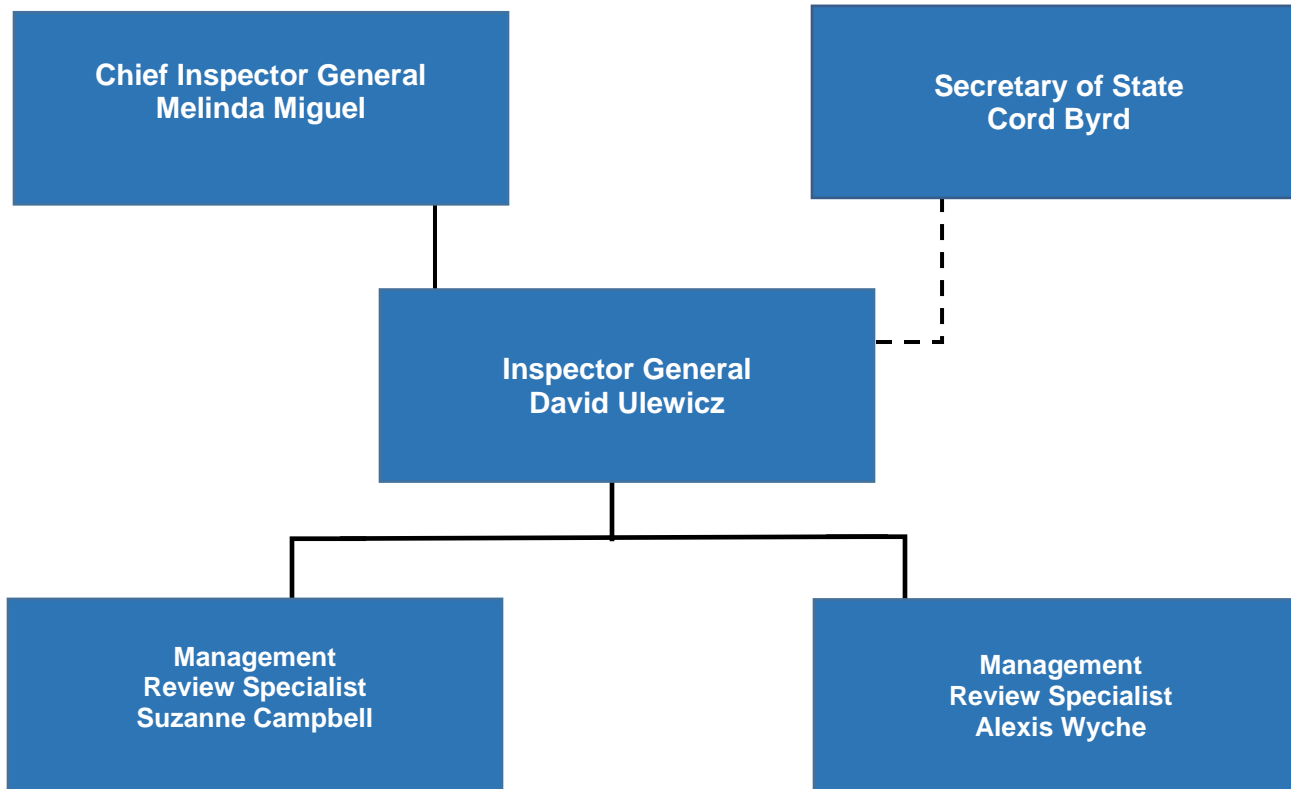 Chief Inspector General
Melinda Miguel
Secretary of State
Cord Byrd
Inspector General
David Ulewicz
Management
Review Specialist
Suzanne Campbell
Management
Review Specialist
Alexis Wyche